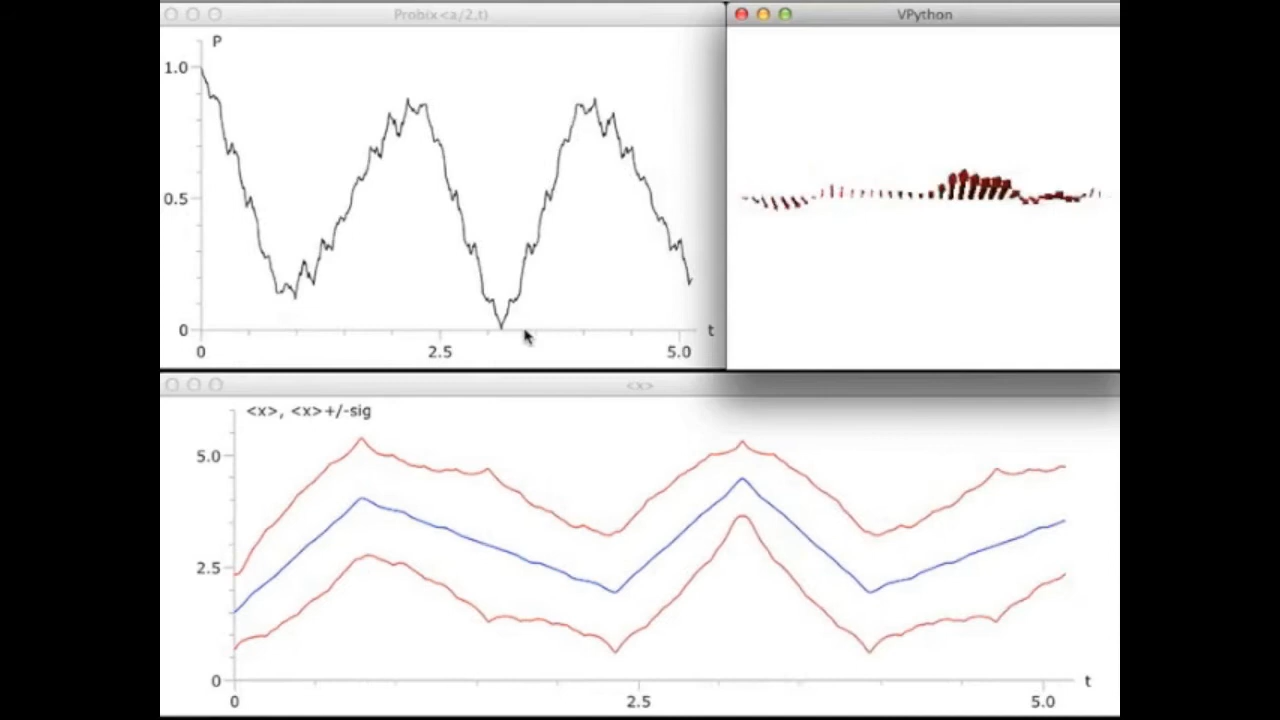 Prob(x<a/2,t)
P
1.0
0.5
0
0
2.5
5.0
t
VPython
<x>
<x>, <x>+/-sig
5.0
2.5
0
0
2.5
5.0
t